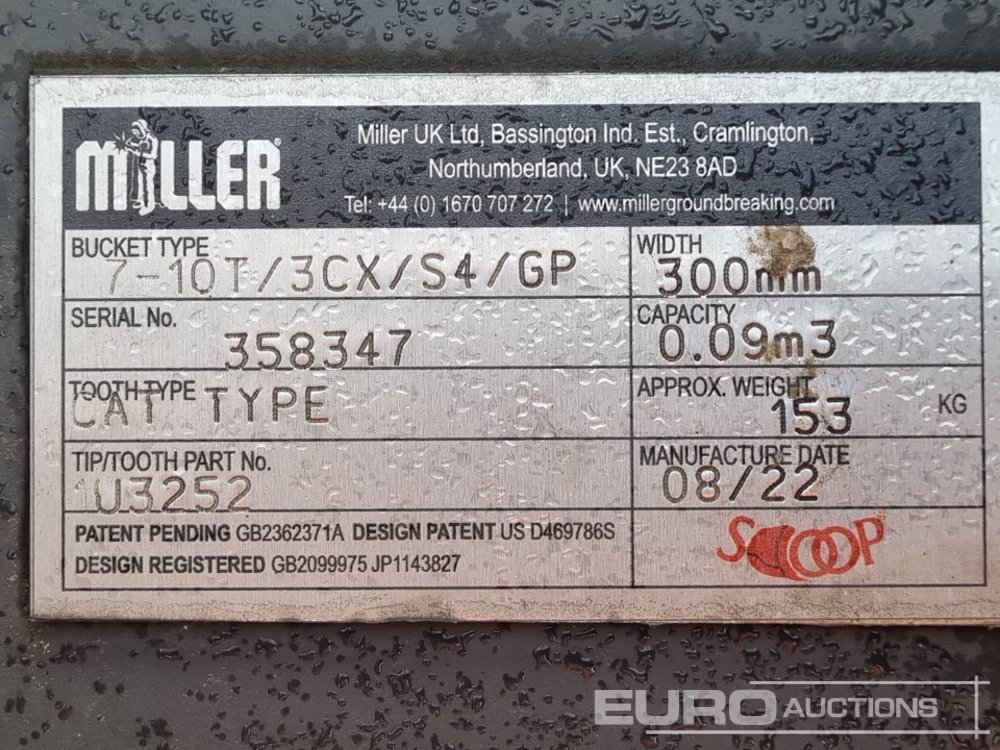 MILLER
Miller UK Ltd, Bassington Ind. Est., Cramlington,
Northumberland, UK, NE23 8AD
Tel: +44 (0) 1670 707 272 | www.millergroundbreaking.com
BUCKET TYPE
7-10T/3CX/S4/GP
WIDTH
300mm
SERIAL No.
358347
CAPACITY
0.09m3
TOOTH TYPE
CAT TYPE
APPROX. WEIGHT
153 KG
TIP/TOOTH PART No.
1U3252
MANUFACTURE DATE
08/22
PATENT PENDING GB2362371A DESIGN PATENT US D469786S
DESIGN REGISTERED GB2099975 JP1143827
SCOOP
EURO AUCTIONS